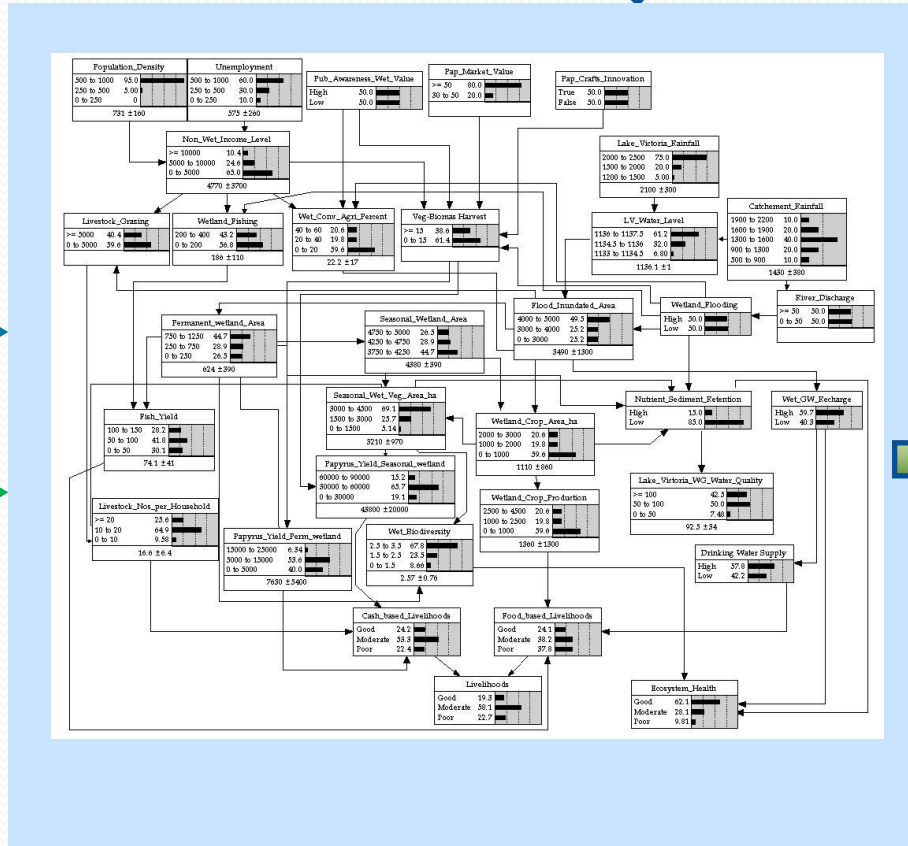 Population_Density
500 to 1000 95.0
250 to 500 5.00
0 to 250 0
731 ±160
Unemployment
500 to 1000 60.0
250 to 500 30.0
0 to 250 10.0
575 ±260
Pub_Awareness_Wet_Value
High 50.0
Low 50.0
Pap_Market_Value
>= 50 80.0
30 to 50 20.0
Pap_Crafts_Innovation
True 50.0
False 50.0
Non_Wet_Income_Level
>= 10000 10.4
5000 to 10000 24.6
0 to 5000 65.0
4770 ±3700
Lake_Victoria_Rainfall
2000 to 2500 75.0
1500 to 2000 20.0
1200 to 1500 5.00
2100 ±300
Livestock_Grazing
>= 5000 40.4
0 to 5000 59.6
Wetland_Fishing
200 to 400 43.2
0 to 200 56.8
186 ±110
Wet_Conv_Agri_Percent
40 to 60 20.6
20 to 40 19.8
0 to 20 59.6
22.2 ±17
Veg-Biomas Harvest
>= 15 38.6
0 to 15 61.4
LV_Water_Level
1136 to 1137.5 61.2
1134.5 to 1136 32.0
1133 to 1134.5 6.80
1136.1 ±1
Catchement_Rainfall
1900 to 2200 10.0
1600 to 1900 20.0
1300 to 1600 40.0
900 to 1300 20.0
500 to 900 10.0
1430 ±380
Permanent_wetland_Area
750 to 1250 44.7
250 to 750 28.9
0 to 250 26.5
624 ±390
Seasonal_Wetland_Area
4750 to 5000 26.5
4250 to 4750 28.9
3750 to 4250 44.7
4380 ±390
Flood_Inundated_Area
4000 to 5000 49.5
3000 to 4000 25.2
0 to 3000 25.2
3490 ±1300
Wetland_Flooding
High 50.0
Low 50.0
River_Discharge
>= 50 50.0
0 to 50 50.0
Fish_Yield
100 to 150 28.2
50 to 100 41.8
0 to 50 30.1
74.1 ±41
Seasonal_Wet_Veg_Area_ha
3000 to 4500 69.1
1500 to 3000 25.7
0 to 1500 5.14
3210 ±970
Wetland_Crop_Area_ha
2000 to 3000 20.6
1000 to 2000 19.8
0 to 1000 59.6
1110 ±860
Nutrient_Sediment_Retention
High 15.0
Low 85.0
Wet_GW_Recharge
High 59.7
Low 40.3
Papyrus_Yield_Seasonal_wetland
60000 to 90000 15.2
30000 to 60000 65.7
0 to 30000 19.1
43800 ±20000
Lake_Victoria_WG_Water_Quality
>= 100 42.5
50 to 100 50.0
0 to 50 7.48
92.5 ±34
Livestock_Nos_per_Household
>= 20 25.6
10 to 20 64.9
0 to 10 9.58
16.6 ±6.4
Papyrus_Yield_Perm_wetland
15000 to 25000 6.34
5000 to 15000 53.6
0 to 5000 40.0
7630 ±5400
Wet_Biodiversity
2.5 to 3.5 67.8
1.5 to 2.5 23.5
0 to 1.5 8.66
2.57 ±0.76
Wetland_Crop_Production
2500 to 4500 20.6
1000 to 2500 19.8
0 to 1000 59.6
1360 ±1300
Drinking Water Supply
High 57.8
Low 42.2
Cash_based_Livelihoods
Good 24.2
Moderate 53.3
Poor 22.4
Food_based_Livelihoods
Good 24.1
Moderate 38.2
Poor 37.8
Livelihoods
Good 19.3
Moderate 58.1
Poor 22.7
Ecosystem_Health
Good 62.1
Moderate 28.1
Poor 9.81